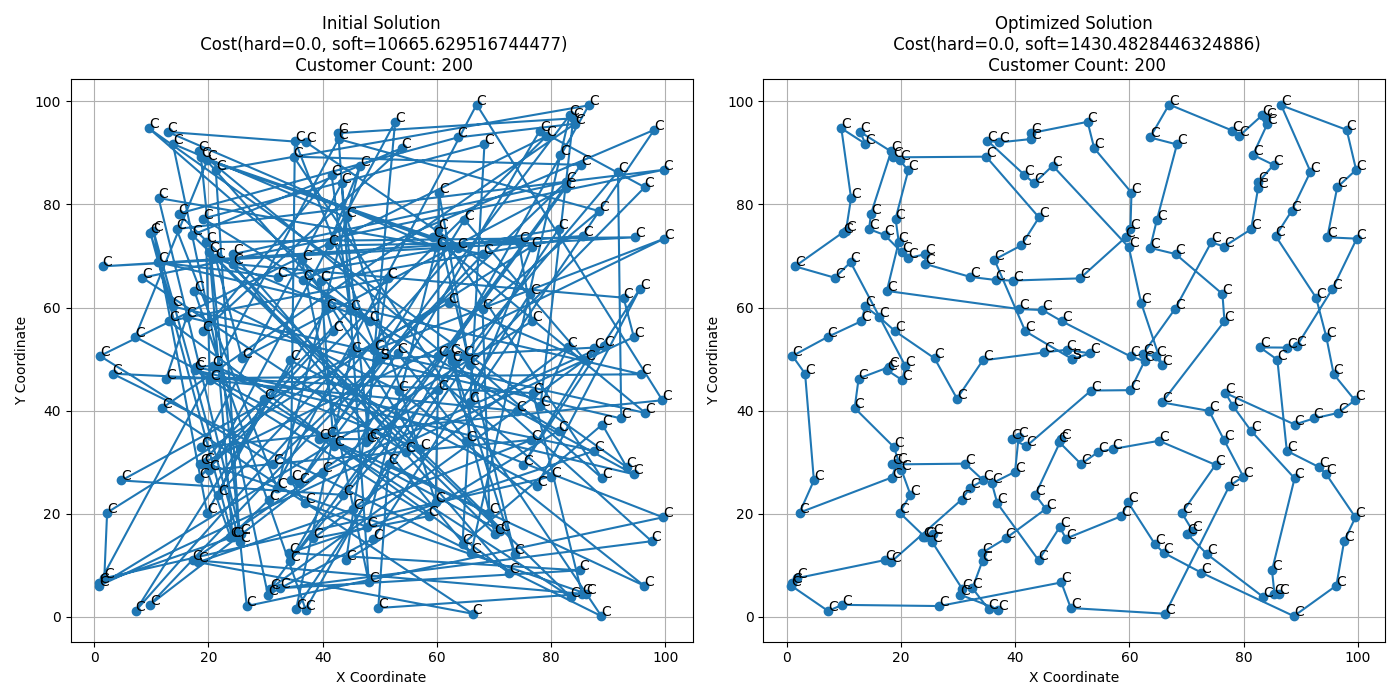 Initial Solution
Cost(hard=0.0, soft=10665.629516744477)
Customer Count: 200
Y Coordinate
100
80
60
40
20
0
C
S
0 20 40 60 80 100
X Coordinate
Optimized Solution
Cost(hard=0.0, soft=1430.4828446324886)
Customer Count: 200
Y Coordinate
100
80
60
40
20
0
C
S
0 20 40 60 80 100
X Coordinate